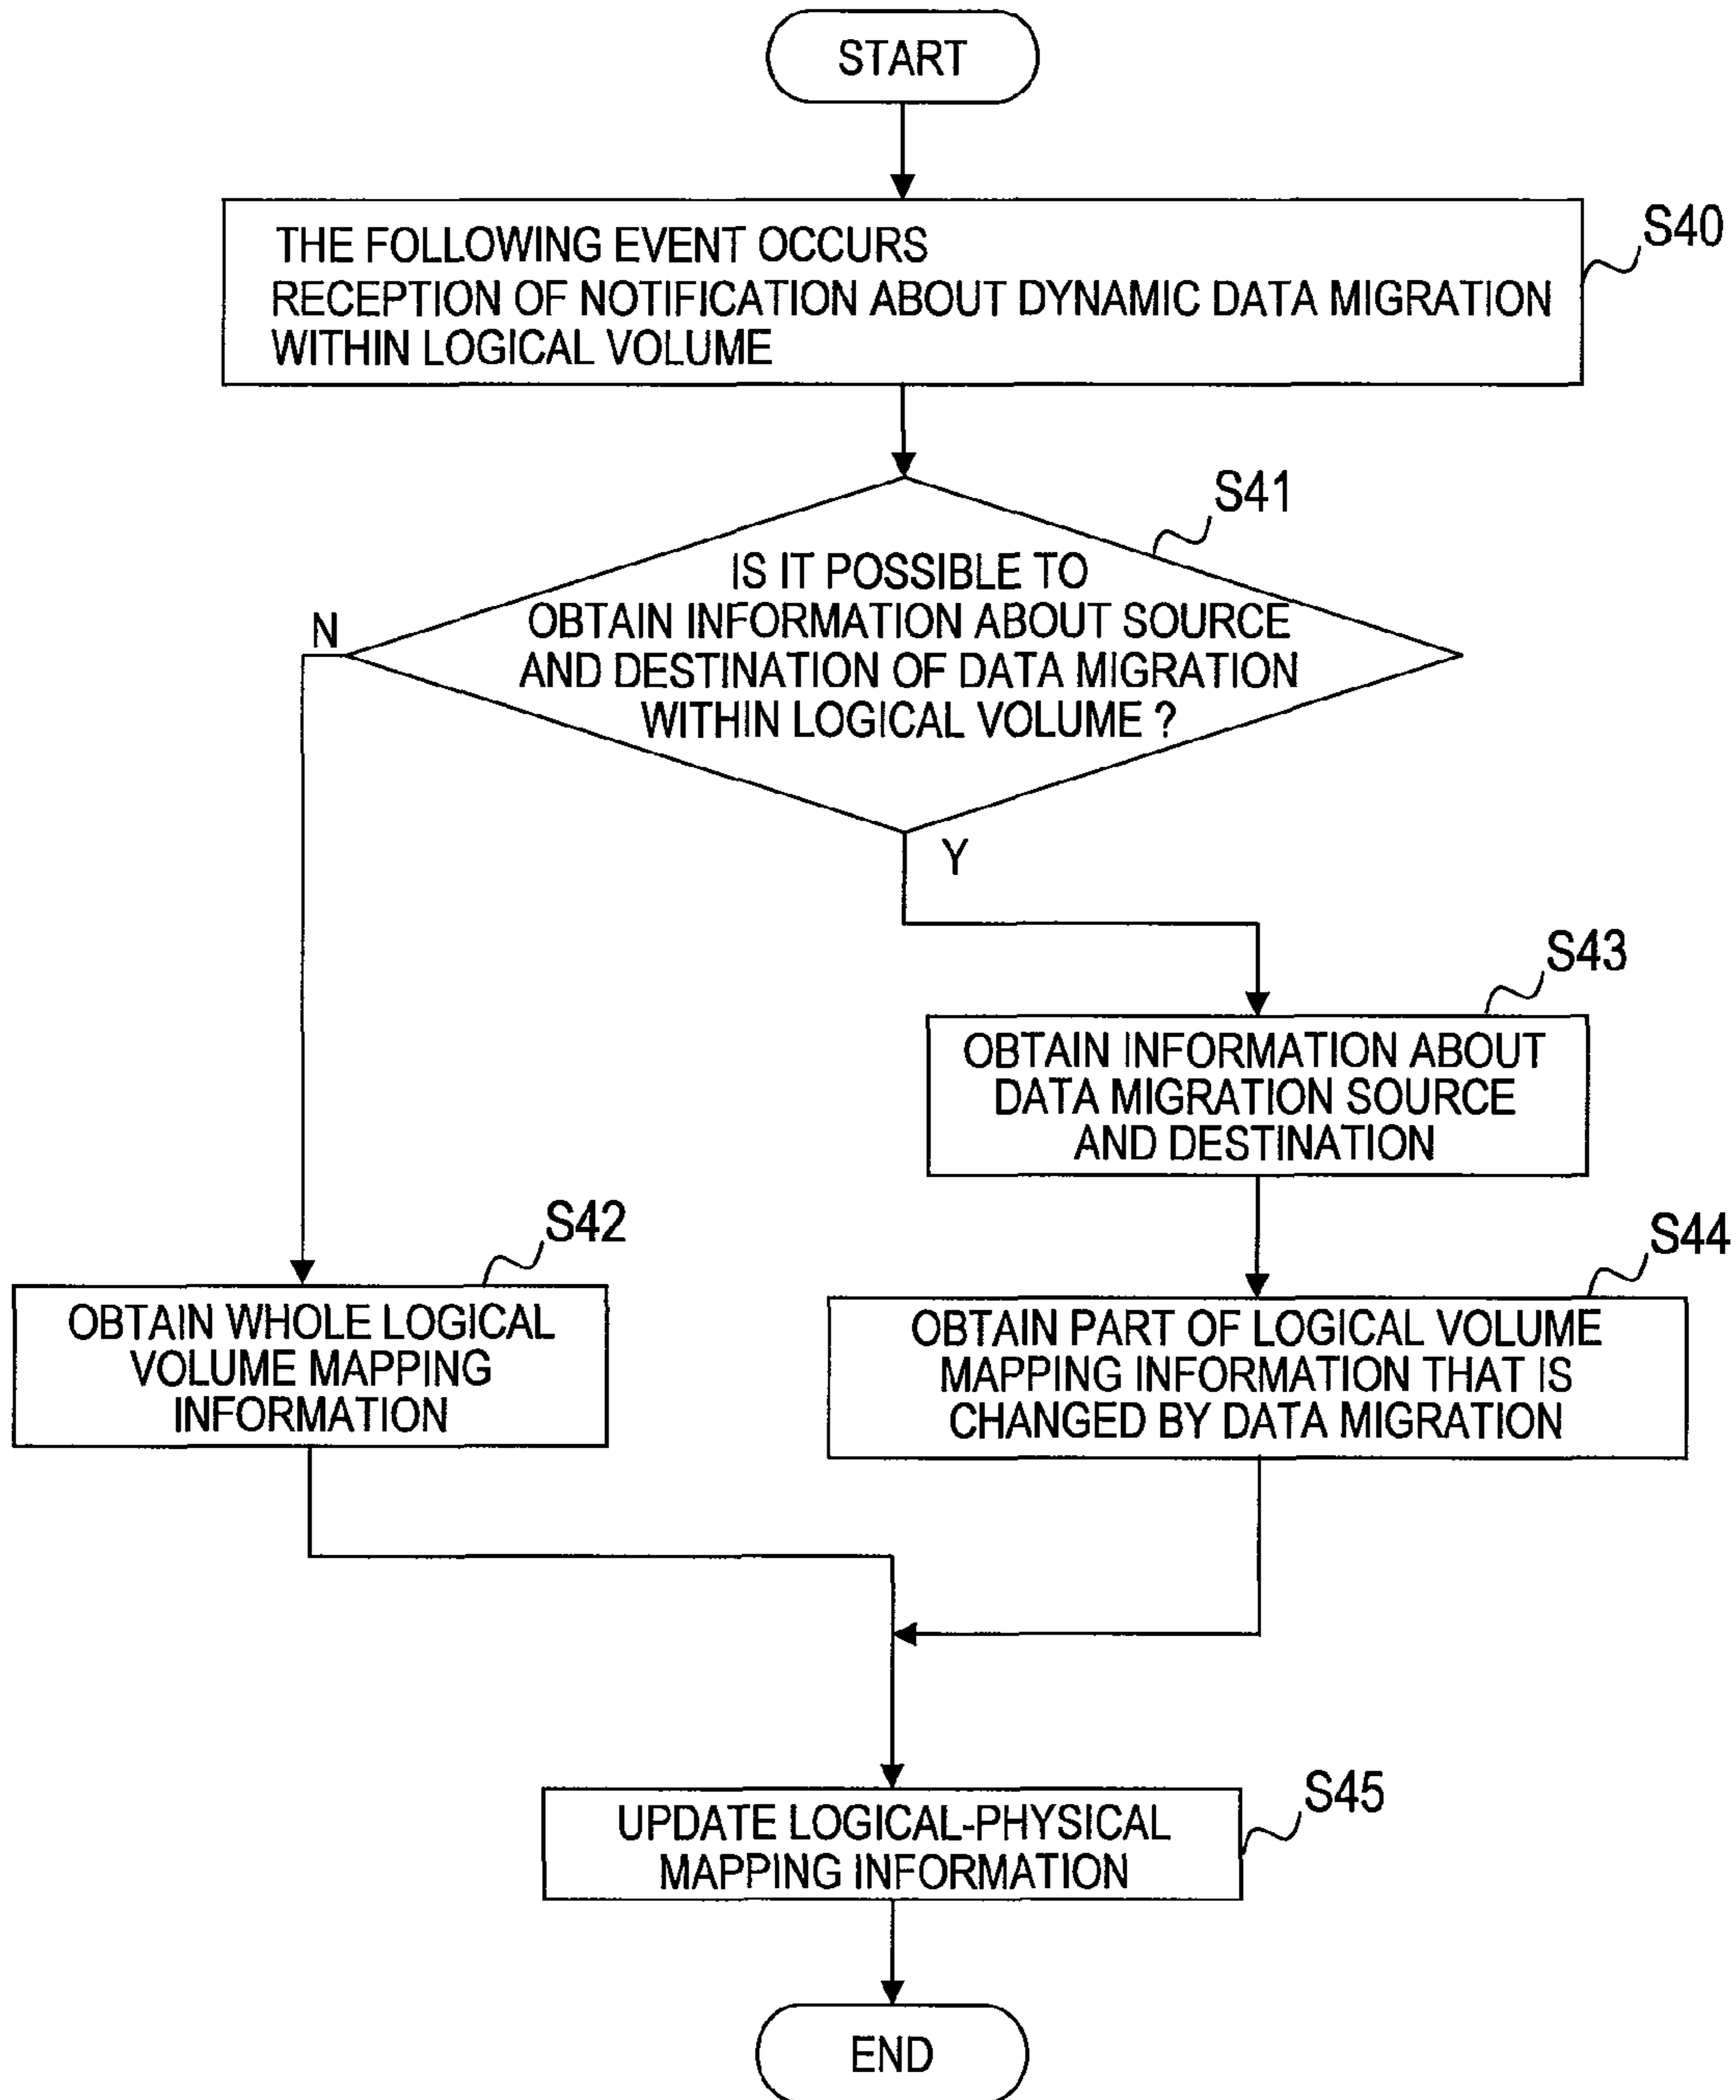 START
S40
THE FOLLOWING EVENT OCCURS
RECEPTION OF NOTIFICATION ABOUT DYNAMIC DATA MIGRATION
WITHIN LOGICAL VOLUME
S41
IS IT POSSIBLE TO
OBTAIN INFORMATION ABOUT SOURCE
AND DESTINATION OF DATA MIGRATION
WITHIN LOGICAL VOLUME ?
N
Y
S43
OBTAIN INFORMATION ABOUT
DATA MIGRATION SOURCE
AND DESTINATION
S42
OBTAIN WHOLE LOGICAL
VOLUME MAPPING
INFORMATION
S44
OBTAIN PART OF LOGICAL VOLUME
MAPPING INFORMATION THAT IS
CHANGED BY DATA MIGRATION
S45
UPDATE LOGICAL-PHYSICAL
MAPPING INFORMATION
END